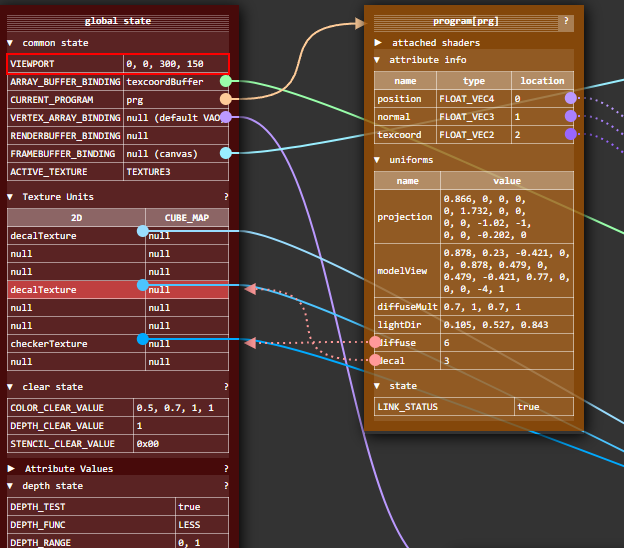 global state
▼ common state
VIEWPORT 0, 0, 300, 150
ARRAY_BUFFER_BINDING texcoordBuffer
CURRENT_PROGRAM prg
VERTEX_ARRAY_BINDING null (default VAO)
RENDERBUFFER_BINDING null
FRAMEBUFFER_BINDING null (canvas)
ACTIVE_TEXTURE TEXTURE3
▼ Texture Units ?
2D CUBE_MAP
decalTexture null
null null
null null
decalTexture null
null null
null null
checkerTexture null
null null
▼ clear state ?
COLOR_CLEAR_VALUE 0.5, 0.7, 1, 1
DEPTH_CLEAR_VALUE 1
STENCIL_CLEAR_VALUE 0x00
▶ Attribute Values ?
▼ depth state ?
DEPTH_TEST true
DEPTH_FUNC LESS
DEPTH_RANGE 0, 1
program[prg] ?
▶ attached shaders
▼ attribute info
name type location
position FLOAT_VEC4 0
normal FLOAT_VEC3 1
texcoord FLOAT_VEC2 2
▼ uniforms
name value
projection
0.866, 0, 0, 0,
0, 1.732, 0, 0,
0, 0, -1.02, -1,
0, 0, -0.202, 0
modelView
0.878, 0.23, -0.421, 0,
0, 0.878, 0.479, 0,
0.479, -0.421, 0.77, 0,
0, 0, -4, 1
diffuseMult 0.7, 1, 0.7, 1
lightDir 0.105, 0.527, 0.843
diffuse 6
decal 3
▼ state
LINK_STATUS true